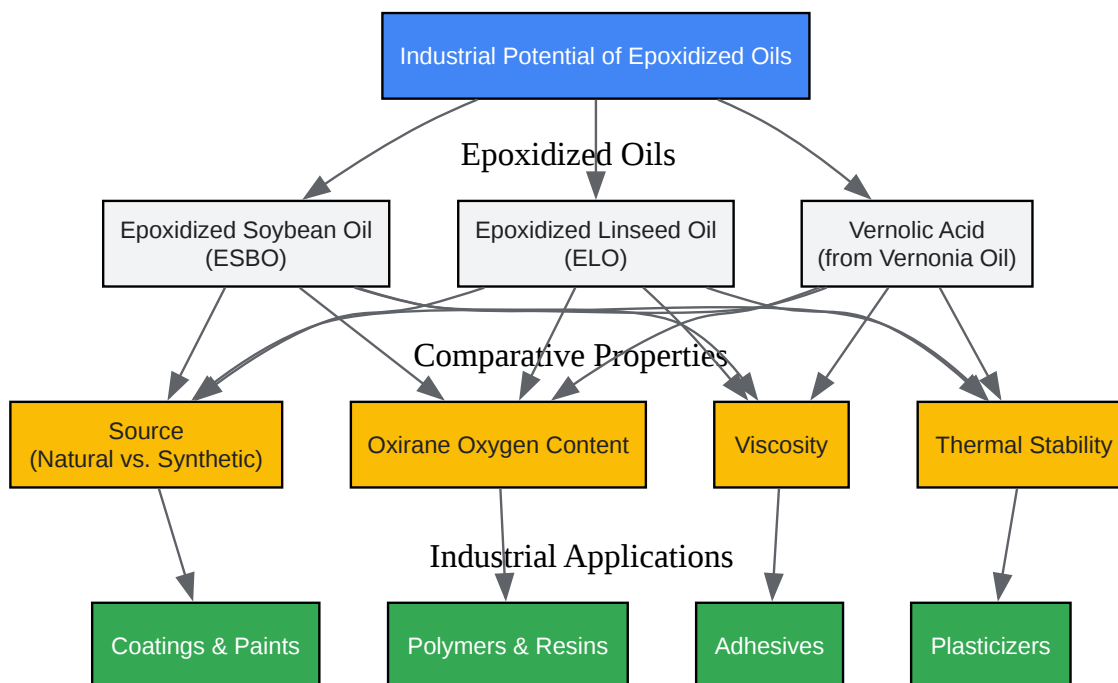 Industrial Potential of Epoxidized Oils
Epoxidized Oils
Epoxidized Soybean Oil
(ESBO)
Epoxidized Linseed Oil
(ELO)
Vernolic Acid
(from Vernonia Oil)
Comparative Properties
Source
(Natural vs. Synthetic)
Oxirane Oxygen Content
Viscosity
Thermal Stability
Industrial Applications
Coatings & Paints
Polymers & Resins
Adhesives
Plasticizers